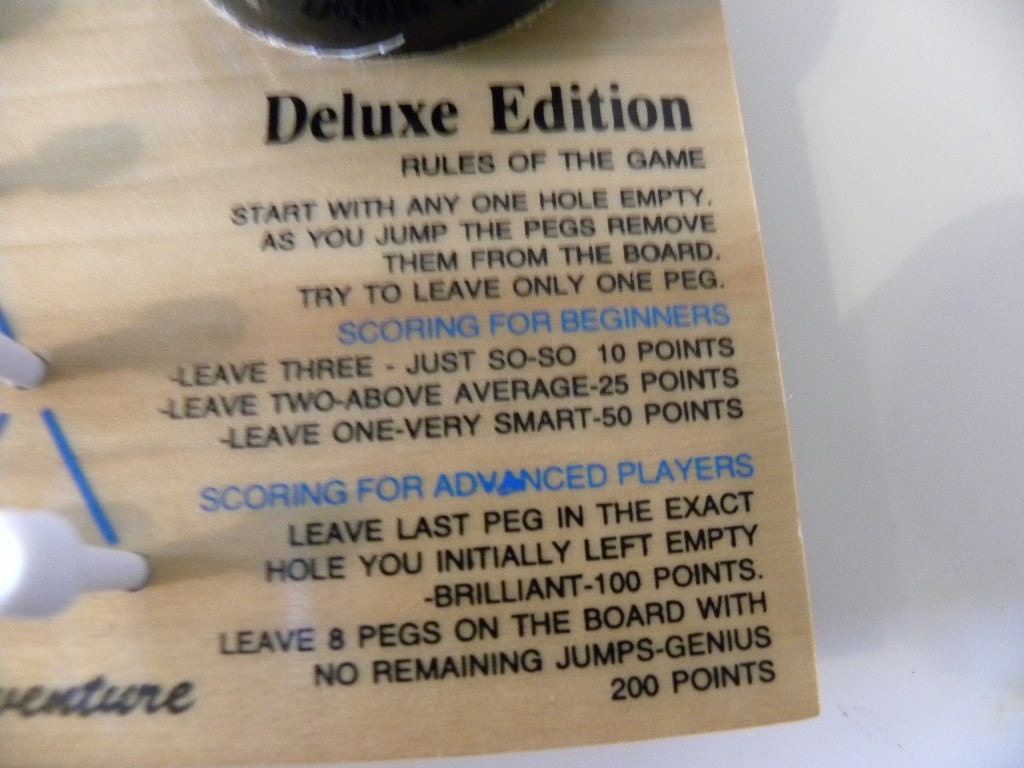 Deluxe Edition
RULES OF THE GAME
START WITH ANY ONE HOLE EMPTY.
AS YOU JUMP THE PEGS REMOVE
THEM FROM THE BOARD.
TRY TO LEAVE ONLY ONE PEG.
SCORING FOR BEGINNERS
-LEAVE THREE - JUST SO-SO 10 POINTS
-LEAVE TWO-ABOVE AVERAGE-25 POINTS
-LEAVE ONE-VERY SMART-50 POINTS
SCORING FOR ADVANCED PLAYERS
LEAVE LAST PEG IN THE EXACT
HOLE YOU INITIALLY LEFT EMPTY
-BRILLIANT-100 POINTS.
LEAVE 8 PEGS ON THE BOARD WITH
NO REMAINING JUMPS-GENIUS
200 POINTS
venture